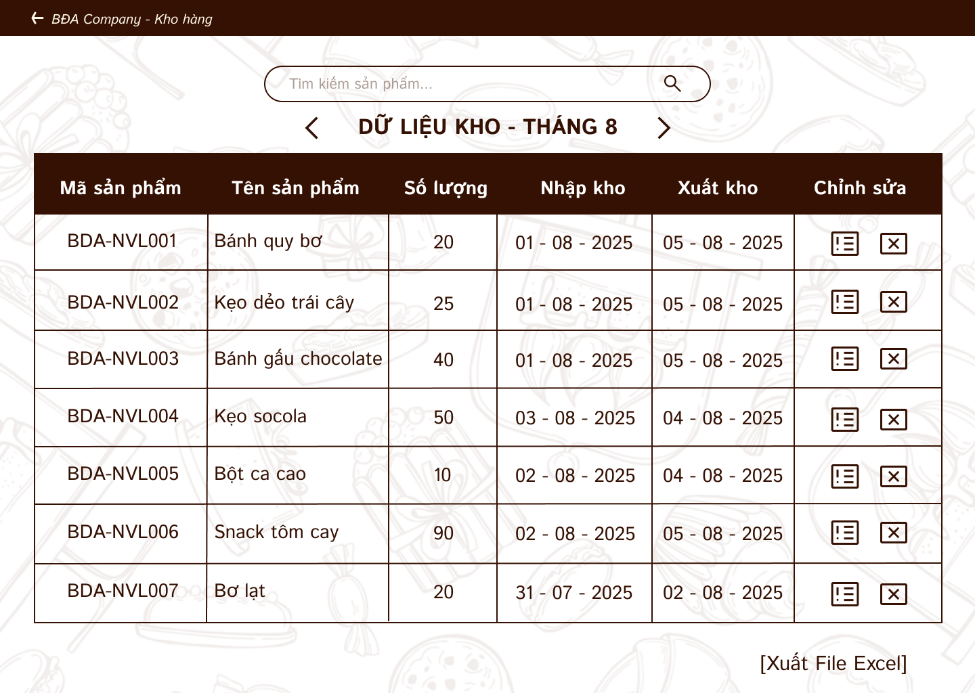 BĐA Company - Kho hàng
Tìm kiếm sản phẩm...
DỮ LIỆU KHO - THÁNG 8
Mã sản phẩm Tên sản phẩm Số lượng Nhập kho Xuất kho Chỉnh sửa
BDA-NVL001 Bánh quy bơ 20 01 - 08 - 2025 05 - 08 - 2025
BDA-NVL002 Kẹo dẻo trái cây 25 01 - 08 - 2025 05 - 08 - 2025
BDA-NVL003 Bánh gấu chocolate 40 01 - 08 - 2025 05 - 08 - 2025
BDA-NVL004 Kẹo socola 50 03 - 08 - 2025 04 - 08 - 2025
BDA-NVL005 Bột ca cao 10 02 - 08 - 2025 04 - 08 - 2025
BDA-NVL006 Snack tôm cay 90 02 - 08 - 2025 05 - 08 - 2025
BDA-NVL007 Bơ lạt 20 31 - 07 - 2025 02 - 08 - 2025
[Xuất File Excel]